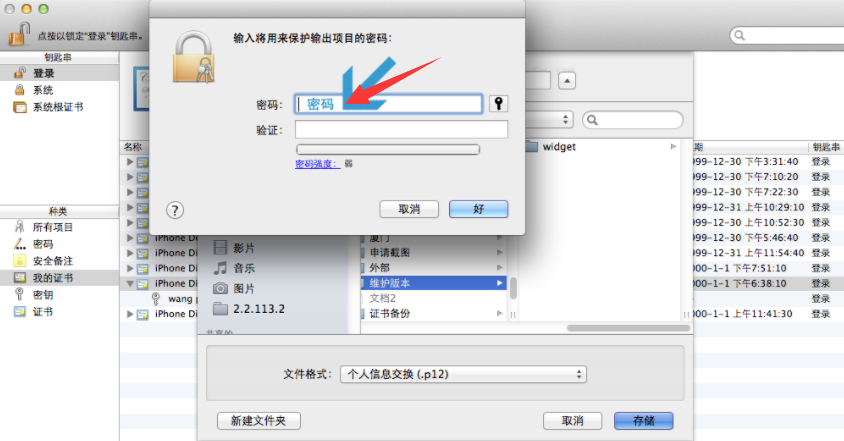 点按以锁定"登录"钥匙串。
钥匙串
登录
系统
系统根证书
种类
所有项目
密码
安全备注
我的证书
密钥
证书
输入将用来保护输出项目的密码：
密码：
密码
验证：
密码强度： 弱
?
取消
好
名称
期
钥匙串
999-12-30 下午3:31:40 登录
999-12-30 下午7:10:20 登录
999-12-30 下午7:22:30 登录
999-12-31 上午10:29:10 登录
999-12-31 上午10:52:30 登录
iPhone Di
999-12-30 下午5:46:40 登录
iPhone Di
999-12-31 上午11:54:40 登录
iPhone Di
000-1-1 下午7:51:10 登录
iPhone Di
000-1-1 下午6:38:10 登录
wang p
登录
iPhone Di
000-1-1 上午11:41:30 登录
影片
音乐
图片
2.2.113.2
widget
申请截图
外部
维护版本
文档2
证书备份
文件格式：
个人信息交换 (.p12)
新建文件夹
取消
存储